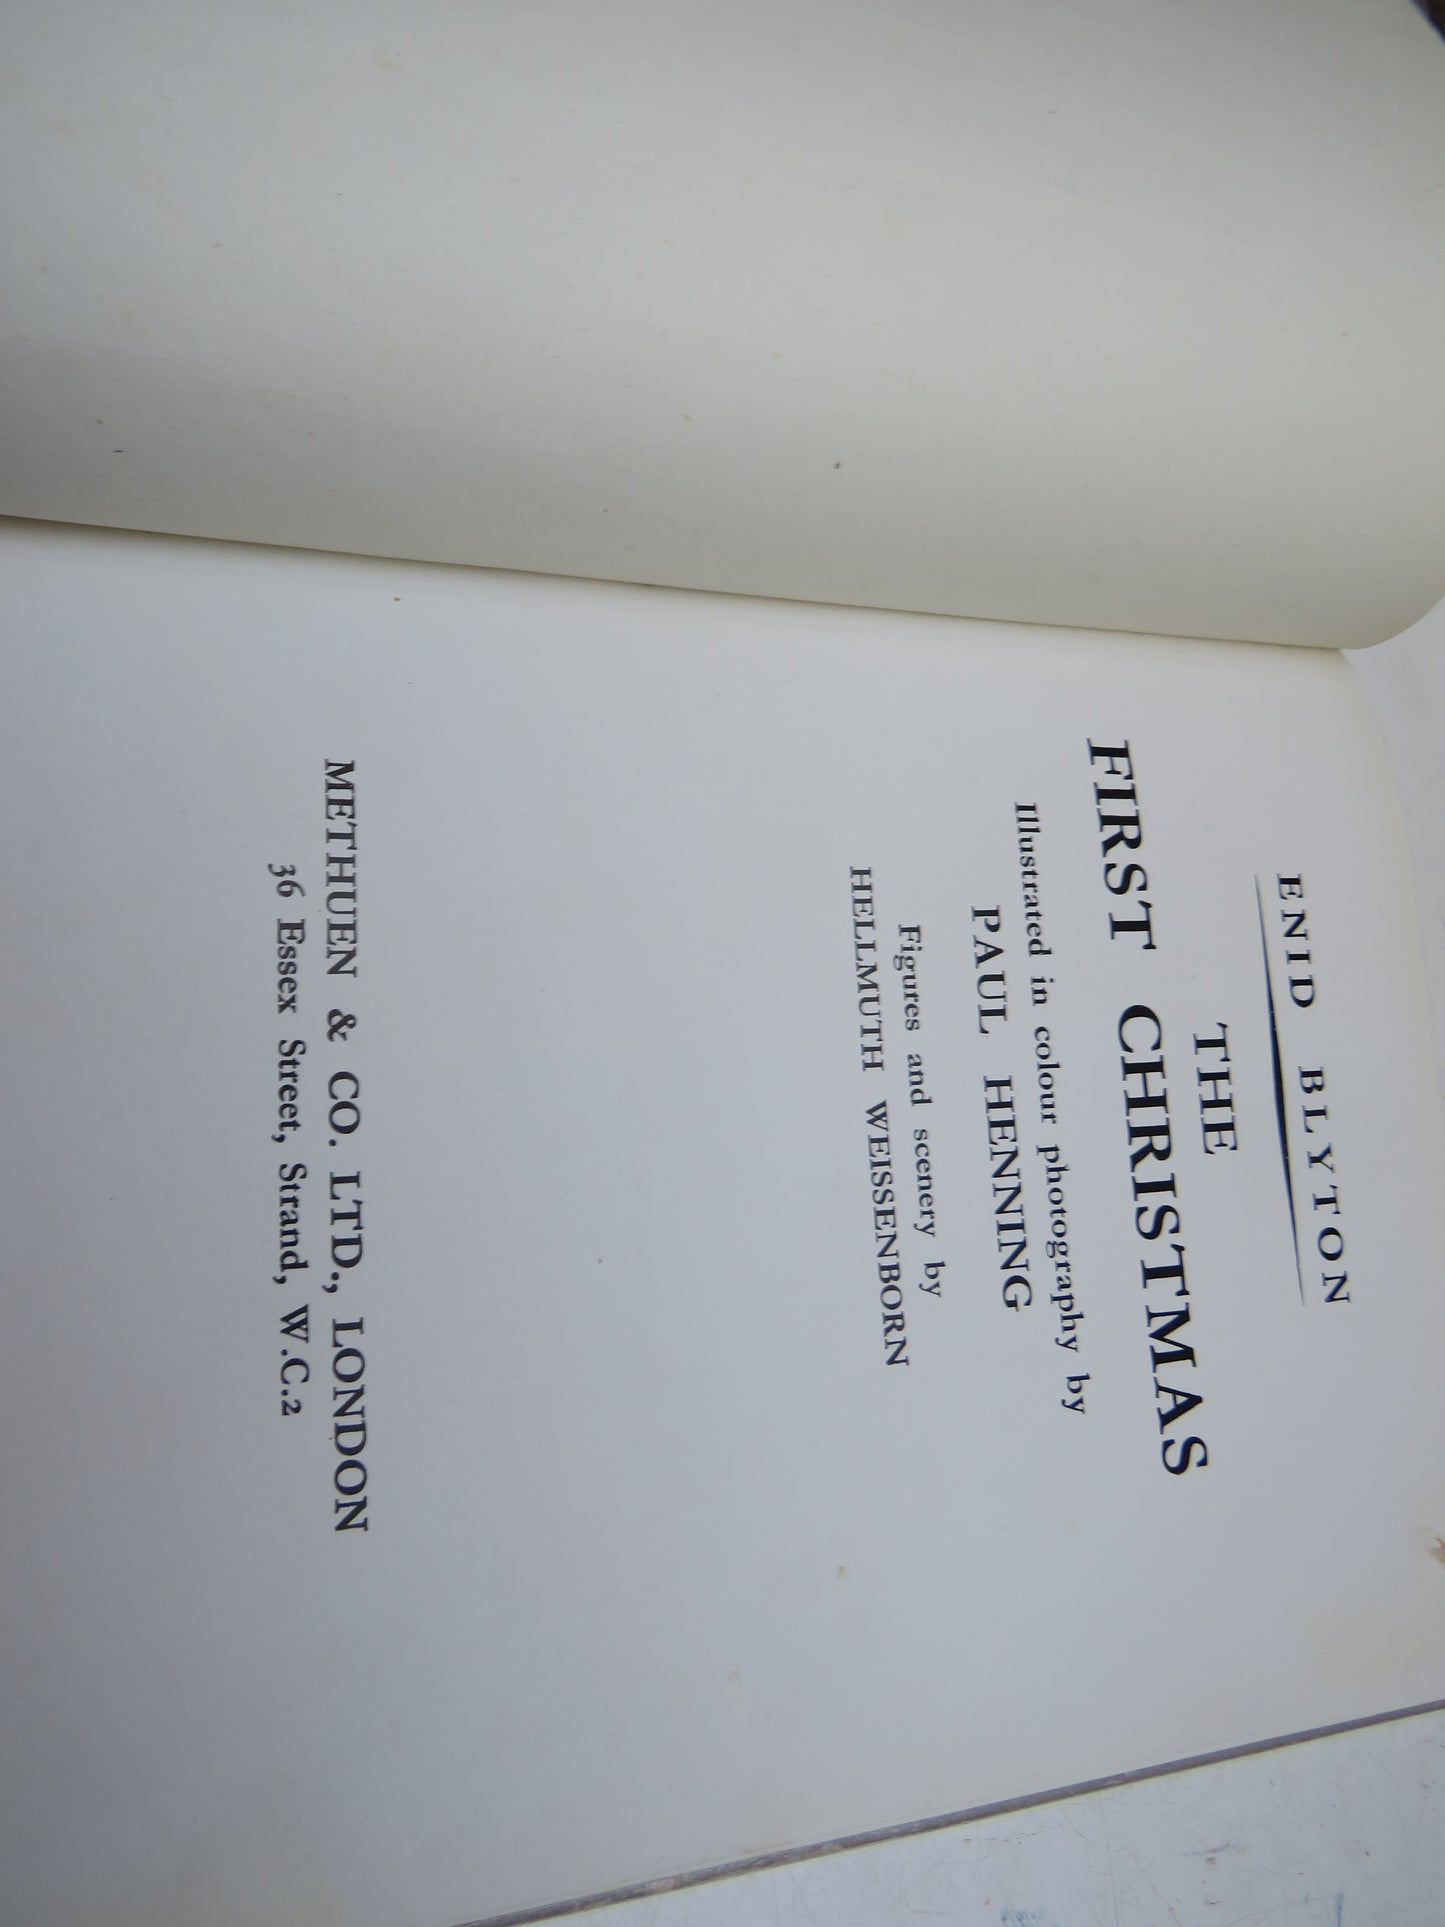 ENID BLYTON
THE
FIRST CHRISTMAS
Illustrated in colour photography by
PAUL HENNING
Figures and scenery by
HELLMUTH WEISSENBORN
METHUEN & CO. LTD., LONDON
36 Essex Street, Strand, W.C.2